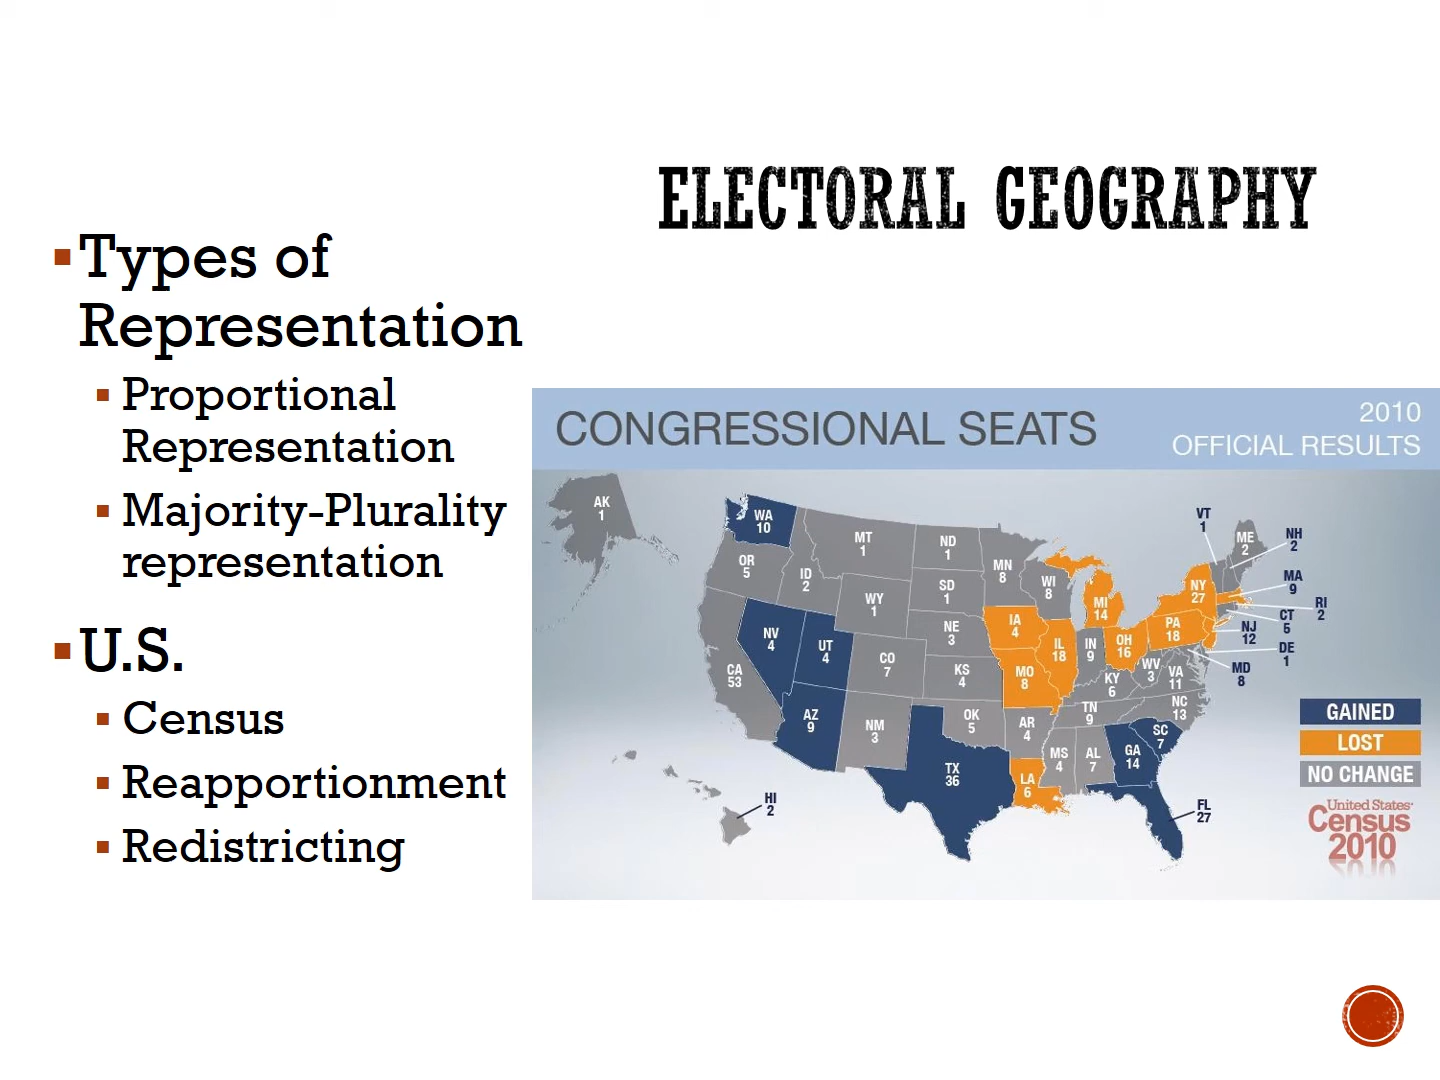 ELECTORAL GEOGRAPHY
Types of
Representation
Proportional
Representation
Majority-Plurality
representation
U.S.
Census
Reapportionment
Redistricting
CONGRESSIONAL SEATS
2010
OFFICIAL RESULTS
AK
1
WA
10
OR
5
CA
53
NV
4
ID
2
MT
1
WY
1
UT
4
AZ
9
CO
7
NM
3
ND
1
SD
1
NE
3
KS
4
OK
5
TX
36
MN
8
IA
4
MO
8
AR
4
LA
6
WI
8
IL
18
MI
14
IN
9
OH
16
KY
6
TN
9
MS
4
AL
7
GA
14
FL
27
SC
7
NC
13
VA
11
WV
3
PA
18
NY
27
VT
1
ME
2
NH
2
MA
9
RI
2
CT
5
NJ
12
DE
1
MD
8
HI
2
GAINED
LOST
NO CHANGE
United States
Census
2010